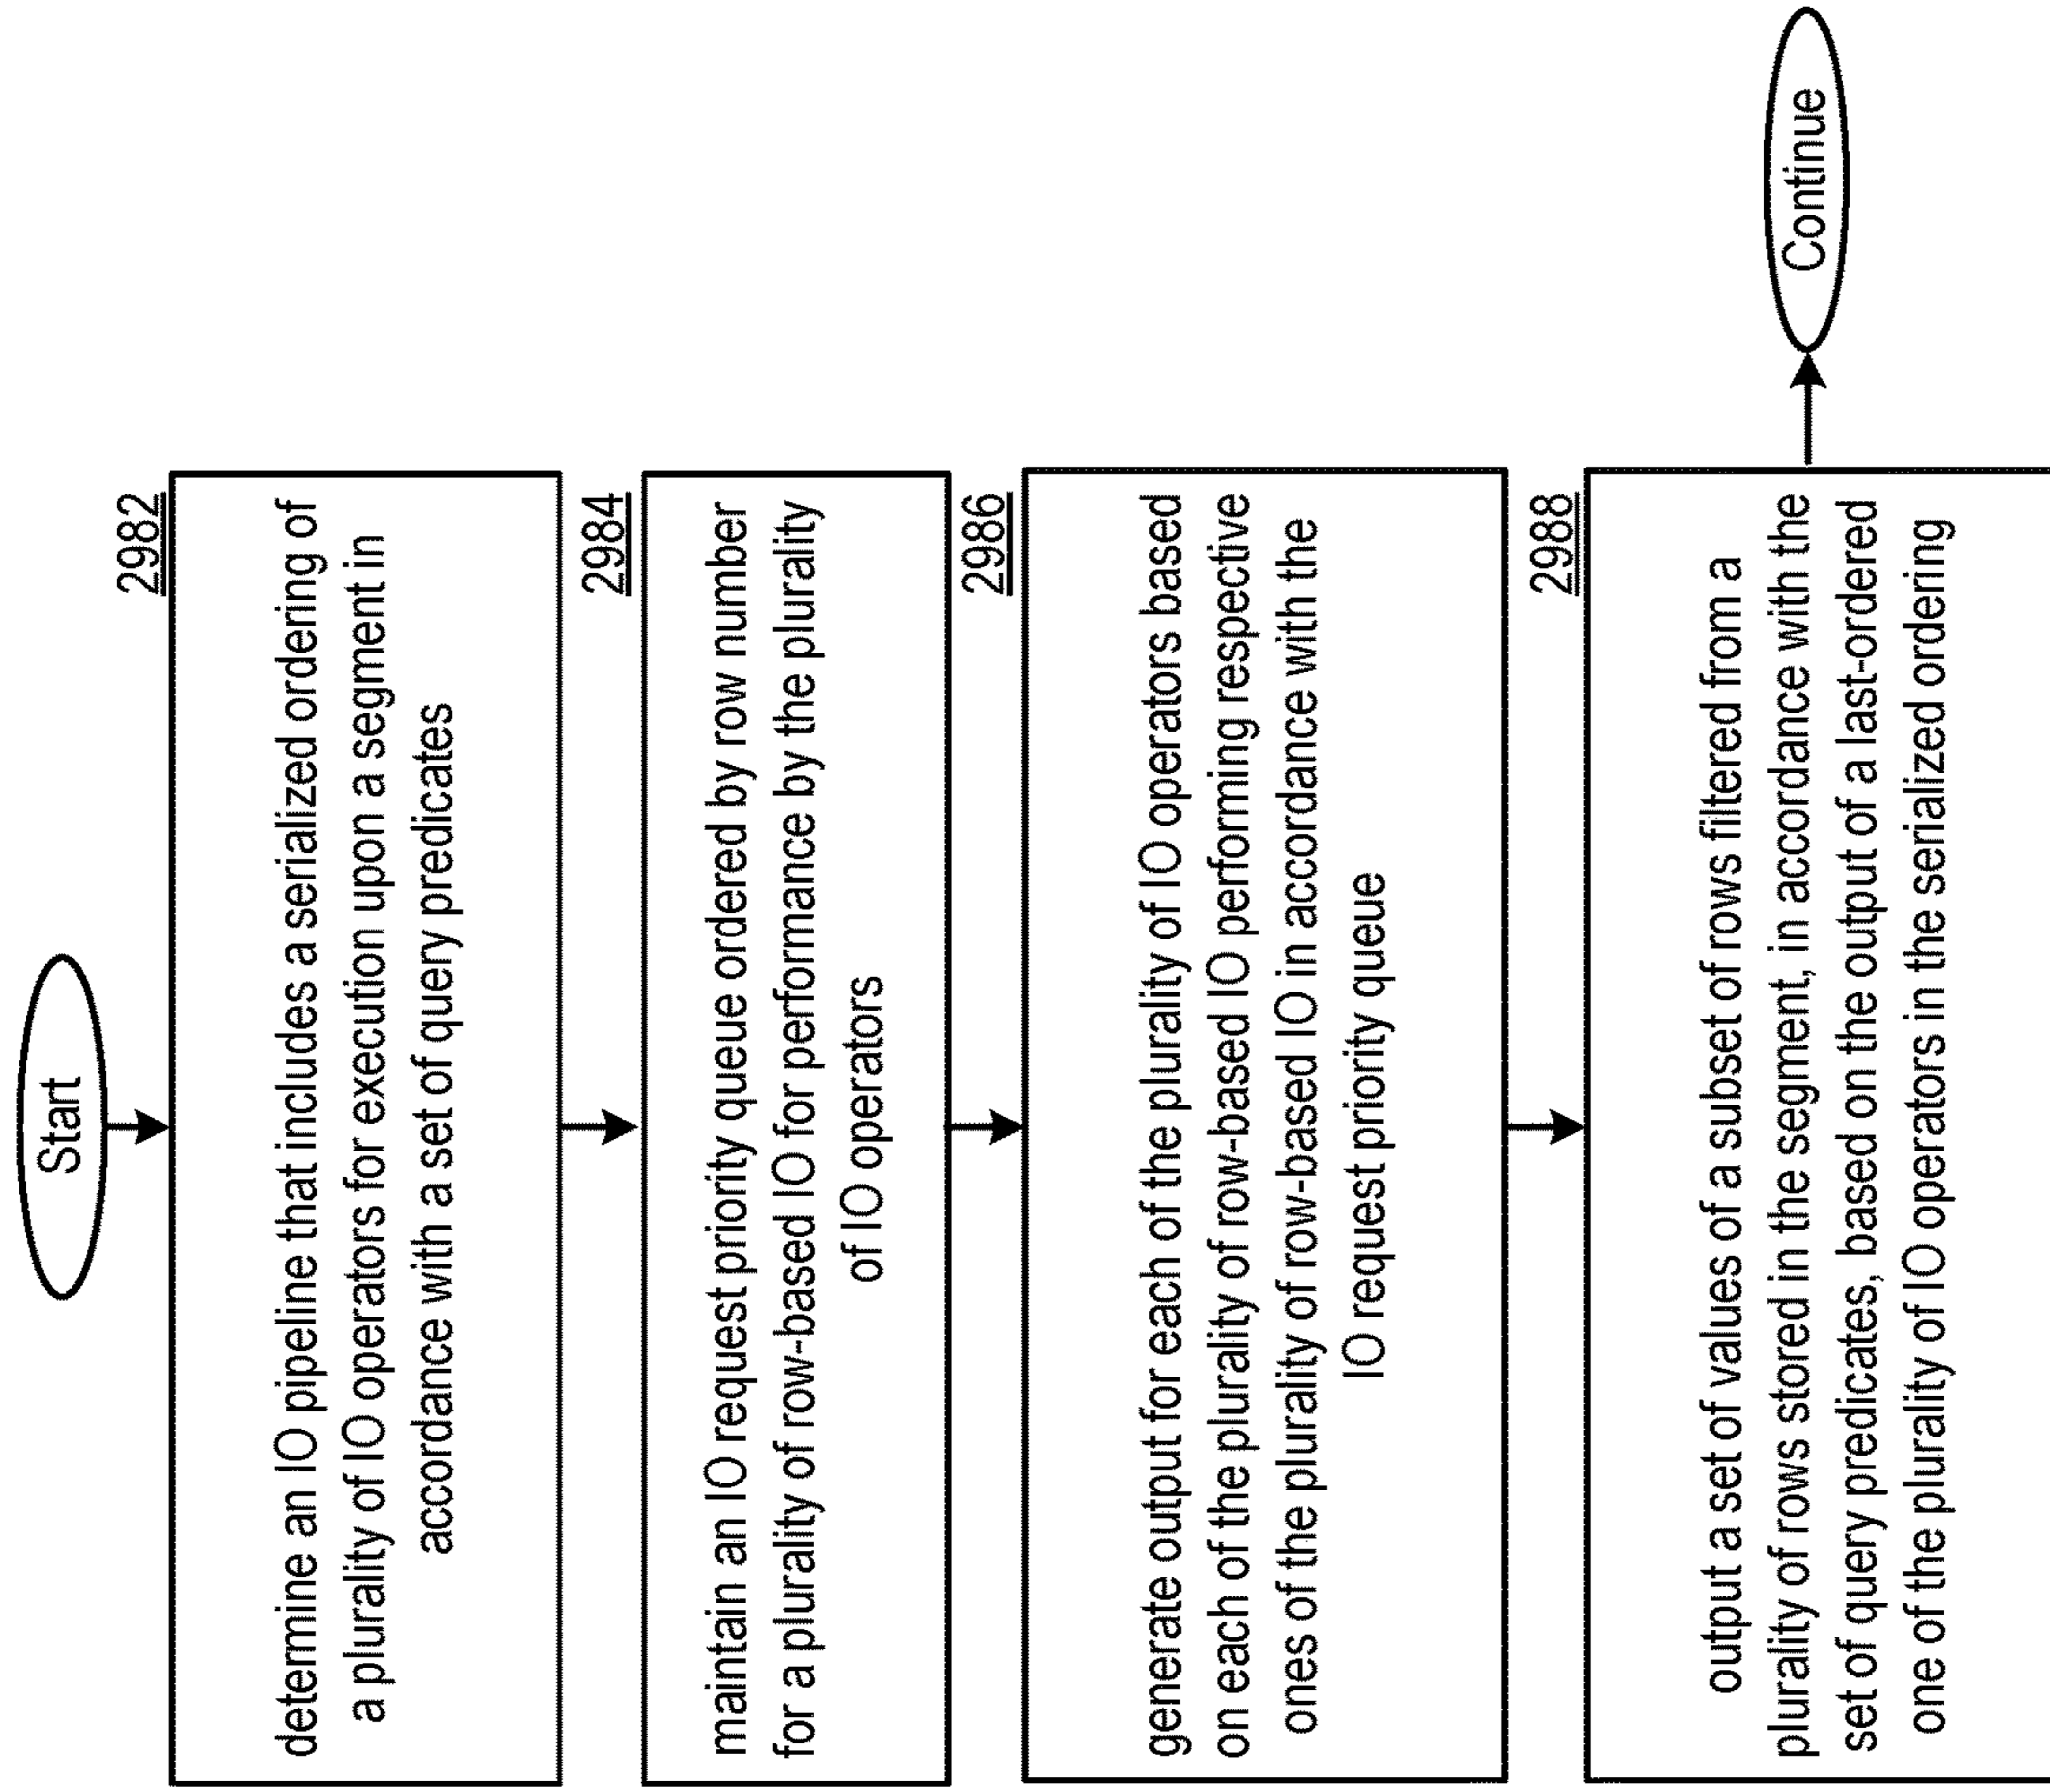 Start
2982
determine an IO pipeline that includes a serialized ordering of
a plurality of IO operators for execution upon a segment in
accordance with a set of query predicates
2984
maintain an IO request priority queue ordered by row number
for a plurality of row-based IO for performance by the plurality
of IO operators
2986
generate output for each of the plurality of IO operators based
on each of the plurality of row-based IO performing respective
ones of the plurality of row-based IO in accordance with the
IO request priority queue
2988
output a set of values of a subset of rows filtered from a
plurality of rows stored in the segment, in accordance with the
set of query predicates, based on the output of a last-ordered
one of the plurality of IO operators in the serialized ordering
Continue